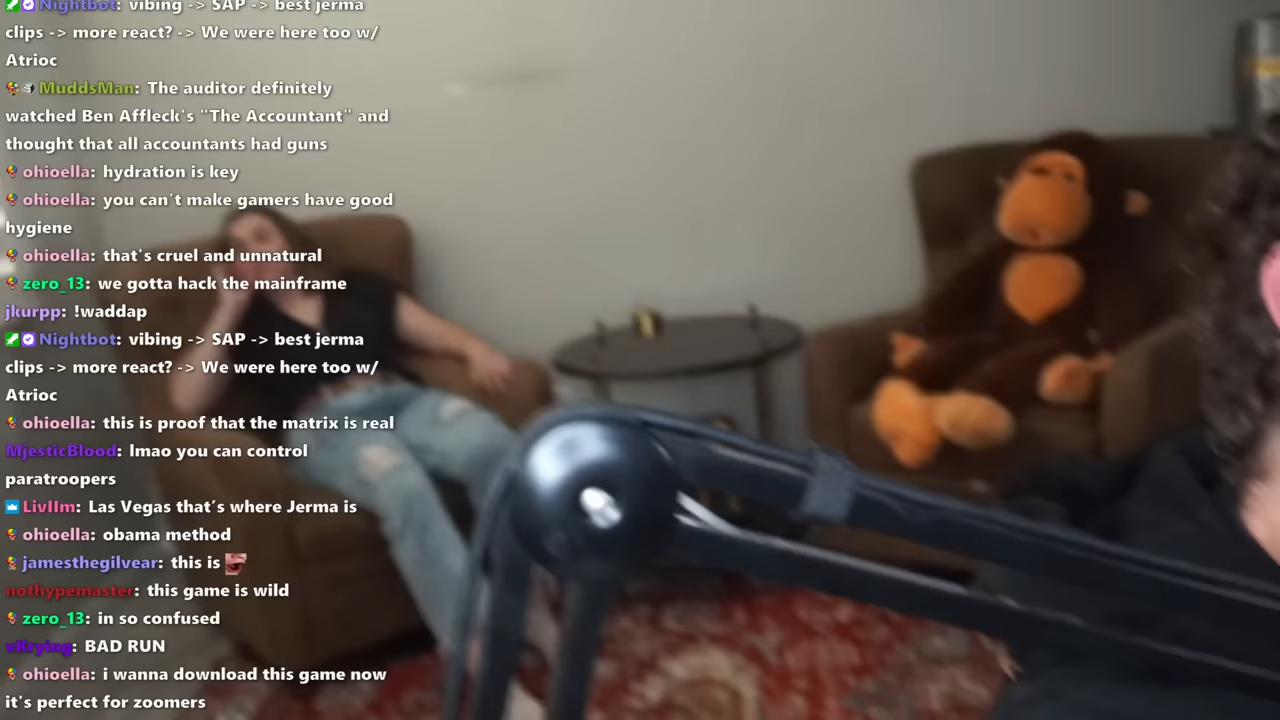 Nightbot: vibing -> SAP -> best jerma
clips -> more react? -> We were here too w/
Atrioc
MuddsMan: The auditor definitely
watched Ben Affleck's "The Accountant" and
thought that all accountants had guns
ohioella: hydration is key
ohioella: you can't make gamers have good
hygiene
ohioella: that's cruel and unnatural
zero_13: we gotta hack the mainframe
jkurpp: !waddap
Nightbot: vibing -> SAP -> best jerma
clips -> more react? -> We were here too w/
Atrioc
ohioella: this is proof that the matrix is real
MjesticBlood: lmao you can control
paratroopers
LivIIm: Las Vegas that’s where Jerma is
ohioella: obama method
jamesthegilvear: this is
nothypemaster: this game is wild
zero_13: in so confused
vKrying: BAD RUN
ohioella: i wanna download this game now
it's perfect for zoomers